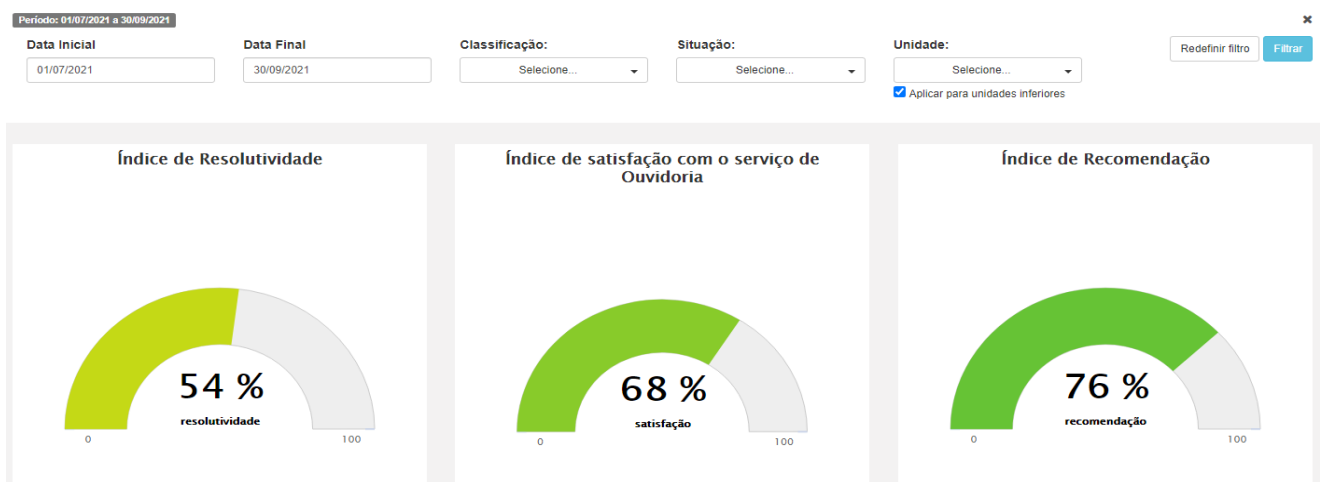 Período: 01/07/2021 a 30/09/2021
✖
Data Inicial
Data Final
Classificação:
Situação:
Unidade:
Redefinir filtro
Filtrar
01/07/2021
30/09/2021
Selecione...
Selecione...
Selecione...
Aplicar para unidades inferiores
Índice de Resolutividade
54 %
resolutividade
0
100
Índice de satisfação com o serviço de
Ouvidoria
68 %
satisfação
0
100
Índice de Recomendação
76 %
recomendação
0
100